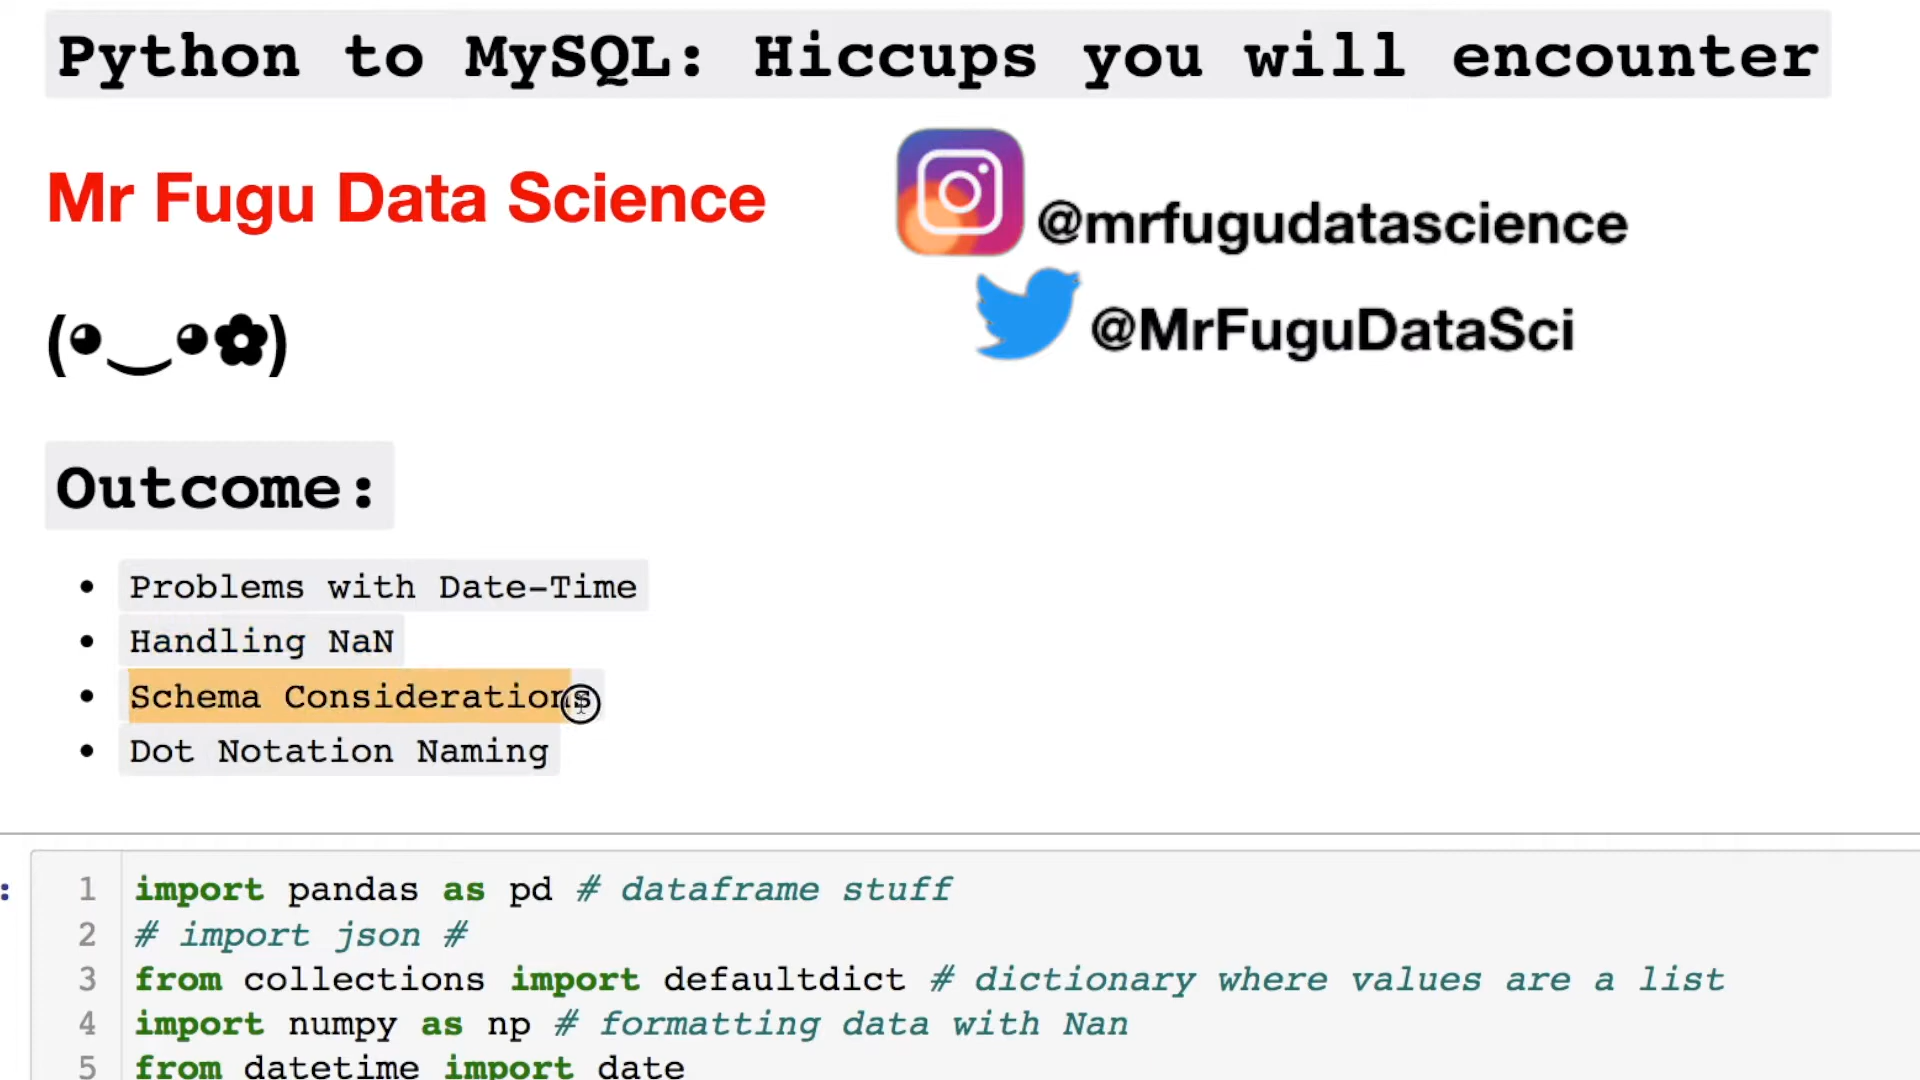 Python to MySQL: Hiccups you will encounter
Mr Fugu Data Science
@mrfugudatascience
@MrFuguDataSci
(◕‿◕✿)
Outcome:
• Problems with Date-Time
• Handling NaN
• Schema Considerations
• Dot Notation Naming
:
1 import pandas as pd # dataframe stuff
2 # import json #
3 from collections import defaultdict # dictionary where values are a list
4 import numpy as np # formatting data with Nan
5 from datetime import date